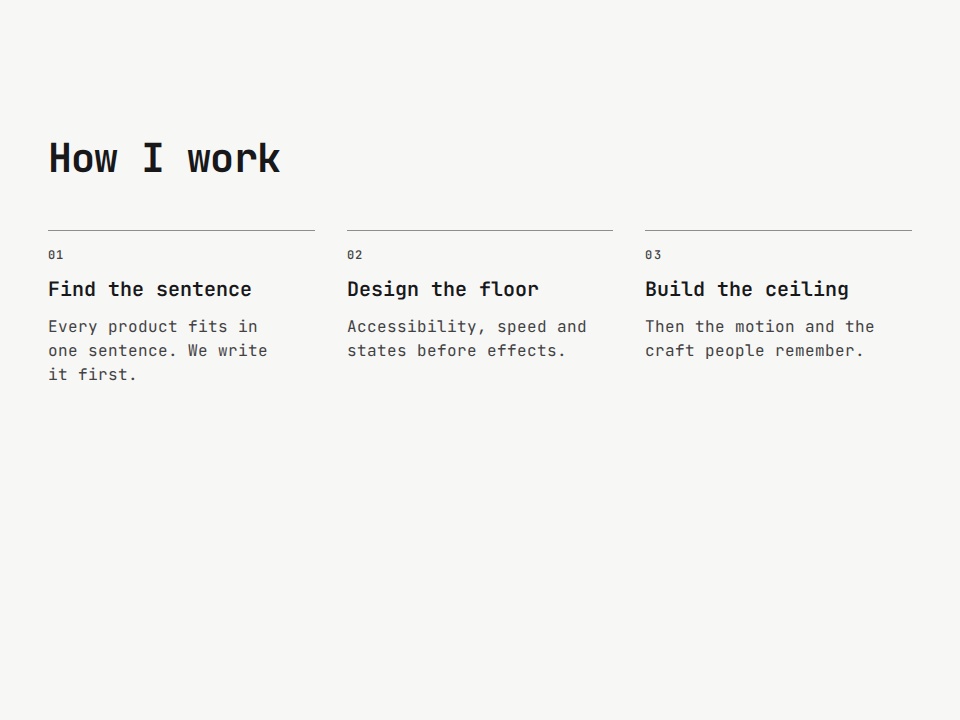 How I work
01
Find the sentence
Every product fits in
one sentence. We write
it first.
02
Design the floor
Accessibility, speed and
states before effects.
03
Build the ceiling
Then the motion and the
craft people remember.